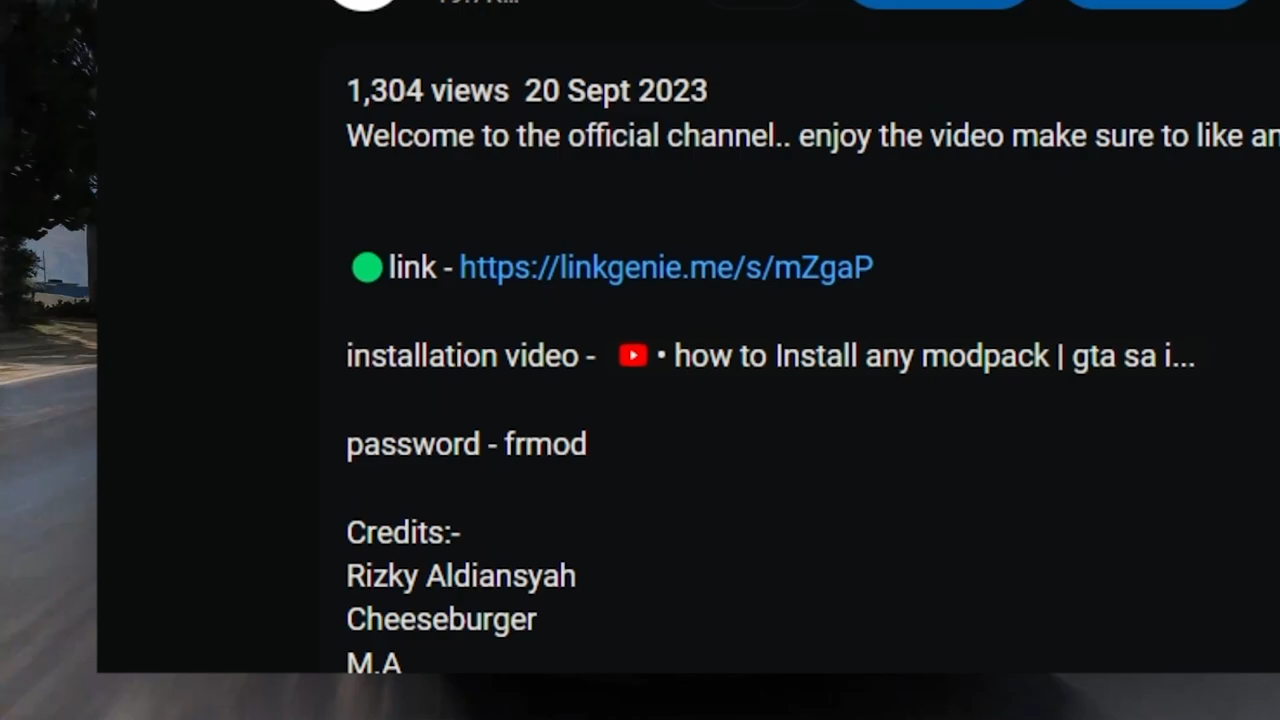 1,304 views 20 Sept 2023
Welcome to the official channel.. enjoy the video make sure to like
link - https://linkgenie.me/s/mZgaP
installation video - • how to Install any modpack | gta sa i...
password - frmod
Credits:-
Rizky Aldiansyah
Cheeseburger
M.A